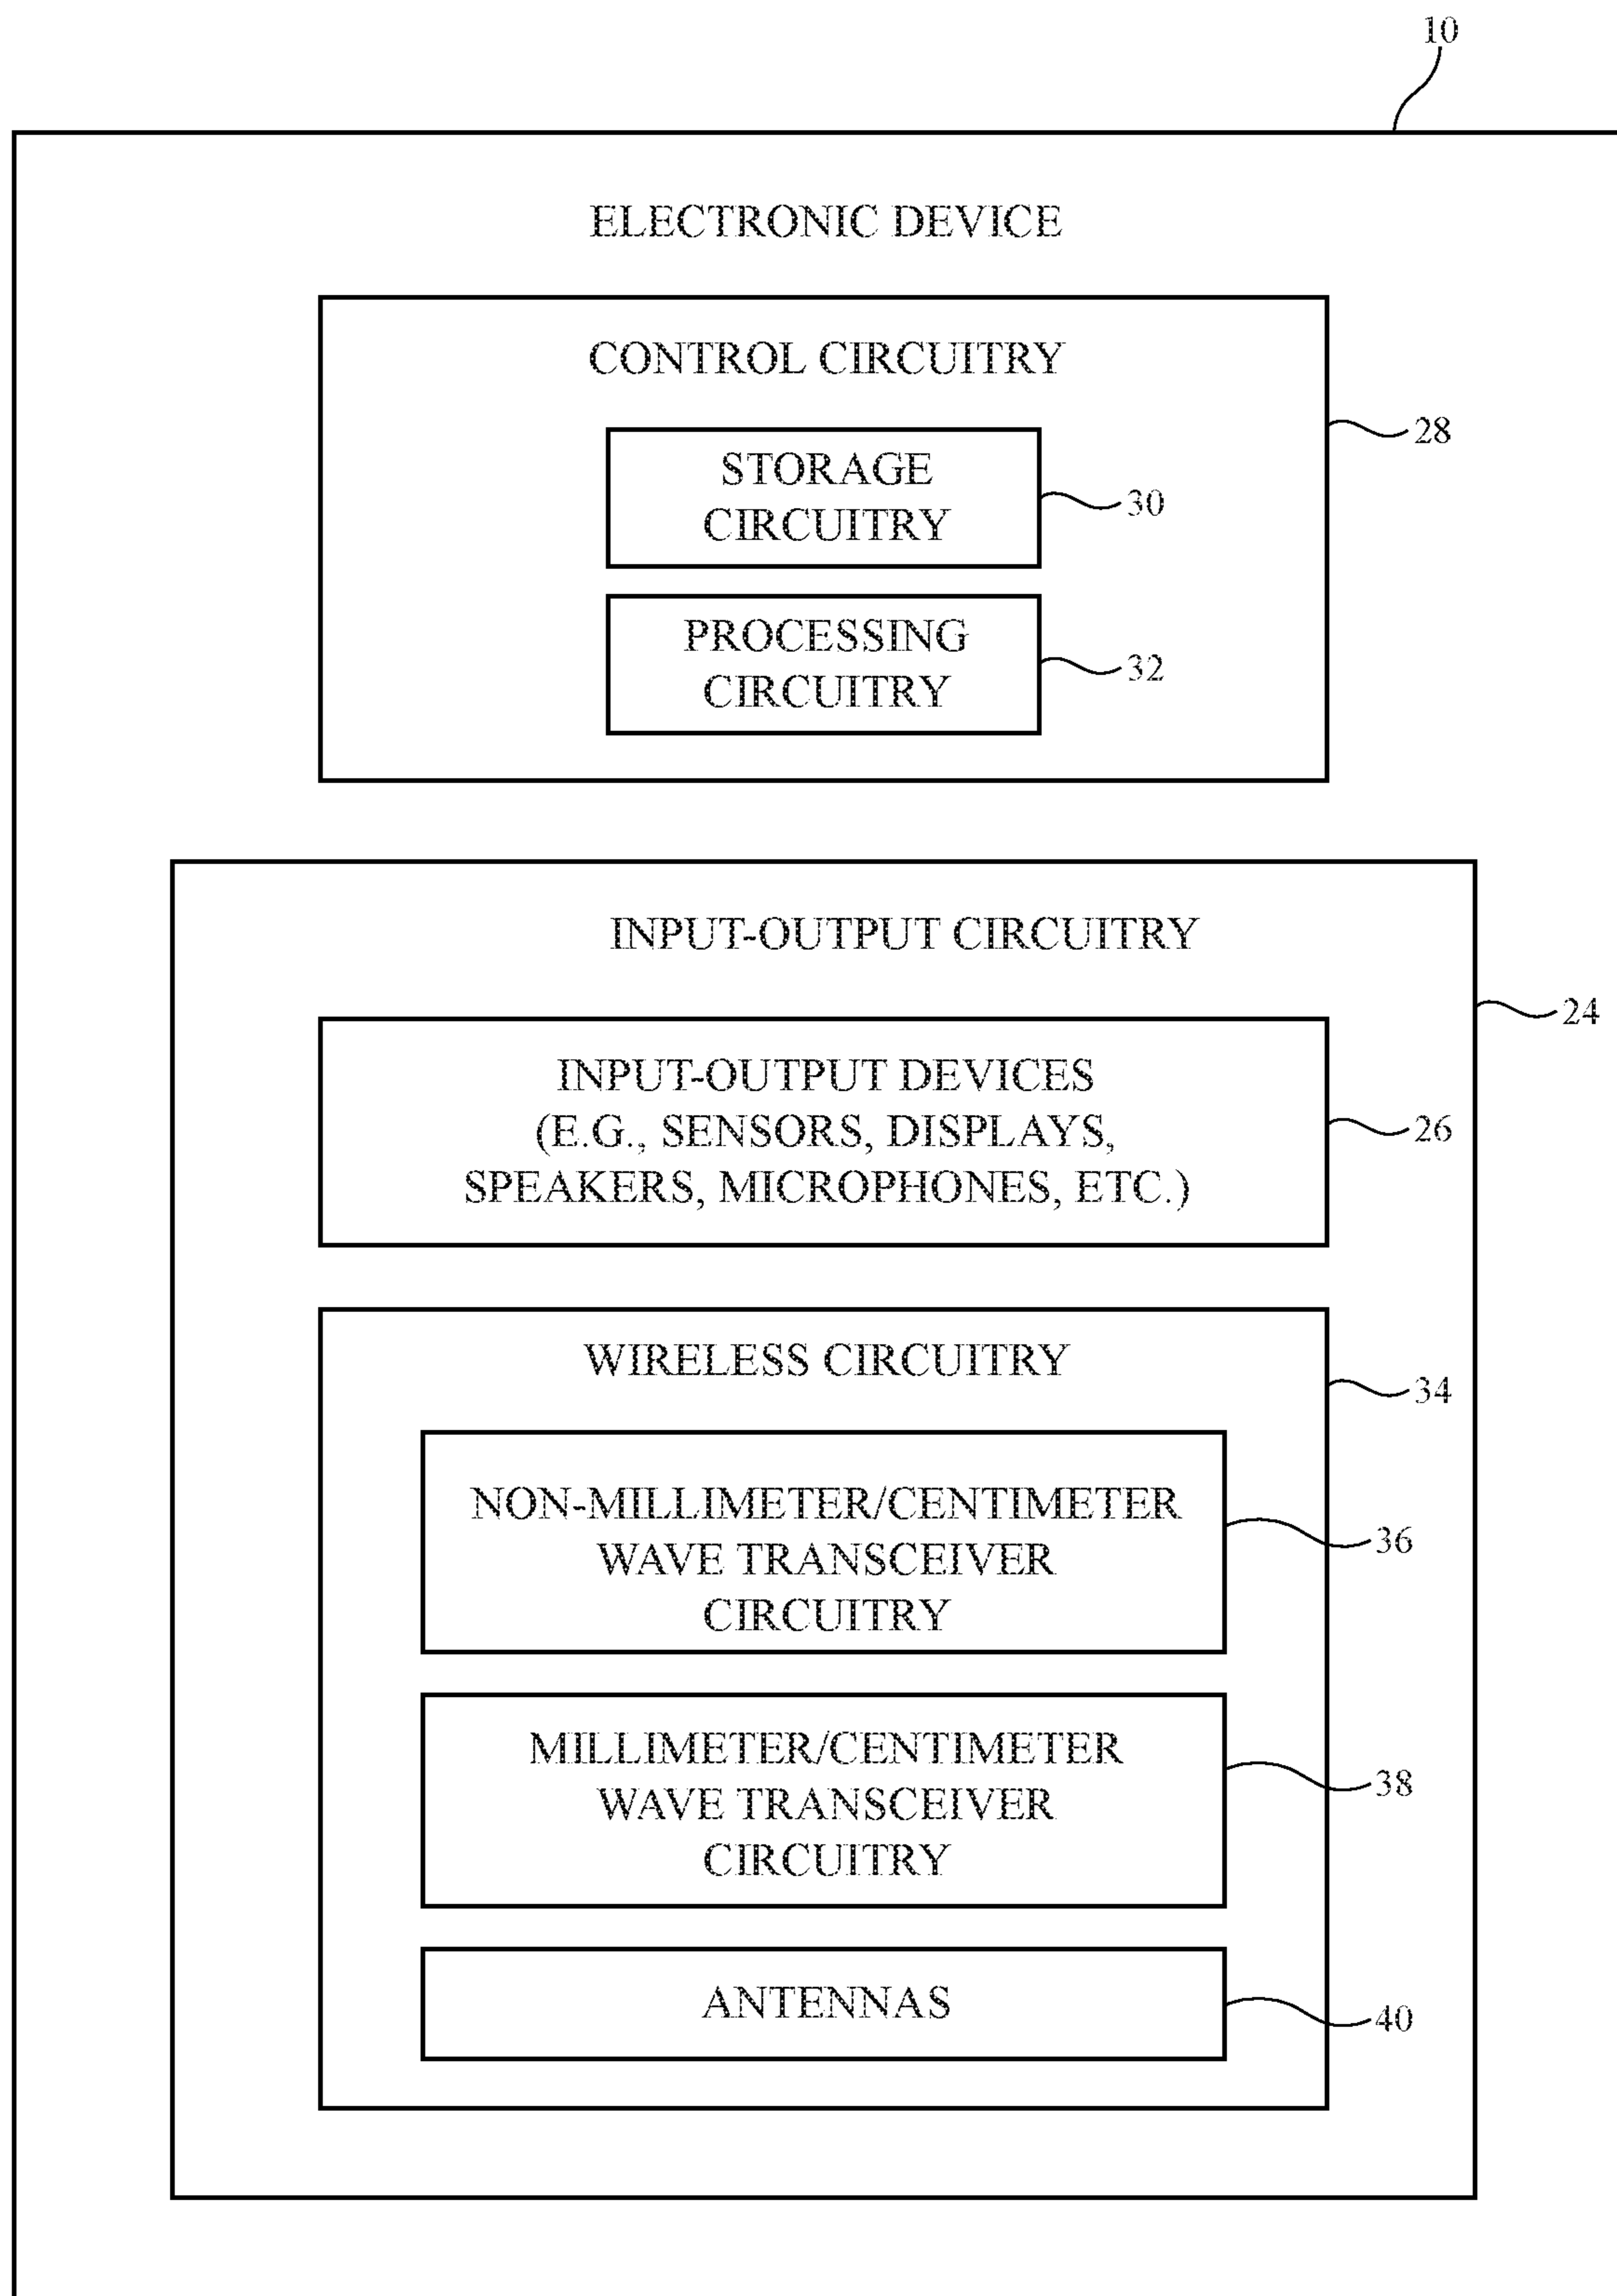 10
ELECTRONIC DEVICE
CONTROL CIRCUITRY
28
STORAGE
CIRCUITRY
30
PROCESSING
CIRCUITRY
32
INPUT-OUTPUT CIRCUITRY
24
INPUT-OUTPUT DEVICES
(E.G., SENSORS, DISPLAYS,
SPEAKERS, MICROPHONES, ETC.)
26
WIRELESS CIRCUITRY
34
NON-MILLIMETER/CENTIMETER
WAVE TRANSCEIVER
CIRCUITRY
36
MILLIMETER/CENTIMETER
WAVE TRANSCEIVER
CIRCUITRY
38
ANTENNAS
40